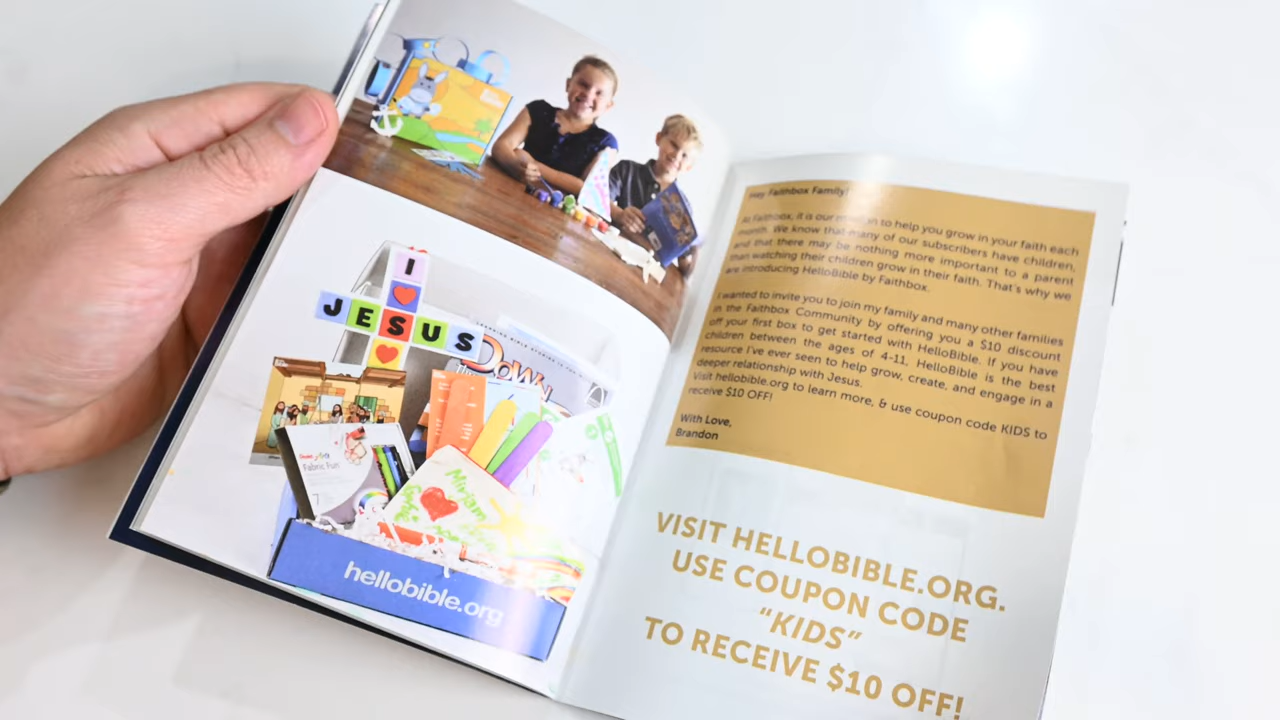 I
JESUS
DOWN
Fabric Fun
7
Miriam
hellobible.org
Hey Faithbox Family!
At Faithbox, it is our mission to help you grow in your faith each
month. We know that many of our subscribers have children,
and that there may be nothing more important to a parent
than watching their children grow in their faith. That's why we
are introducing HelloBible by Faithbox.
I wanted to invite you to join my family and many other families
in the Faithbox Community by offering you a $10 discount
off your first box to get started with HelloBible. If you have
children between the ages of 4-11, HelloBible is the best
resource I've ever seen to help grow, create, and engage in a
deeper relationship with Jesus.
Visit hellobible.org to learn more, & use coupon code KIDS to
receive $10 OFF!
With Love,
Brandon
VISIT HELLOBIBLE.ORG.
USE COUPON CODE
“KIDS”
TO RECEIVE $10 OFF!